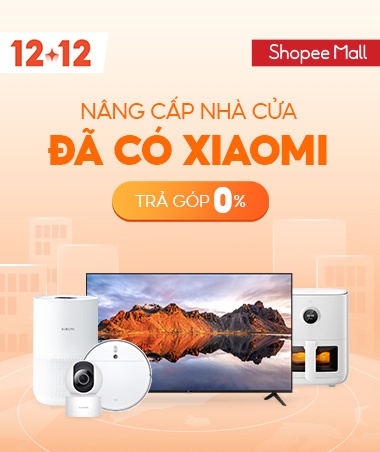 12.12
Shopee Mall
NÂNG CẤP NHÀ CỬA
ĐÃ CÓ XIAOMI
TRẢ GÓP 0%